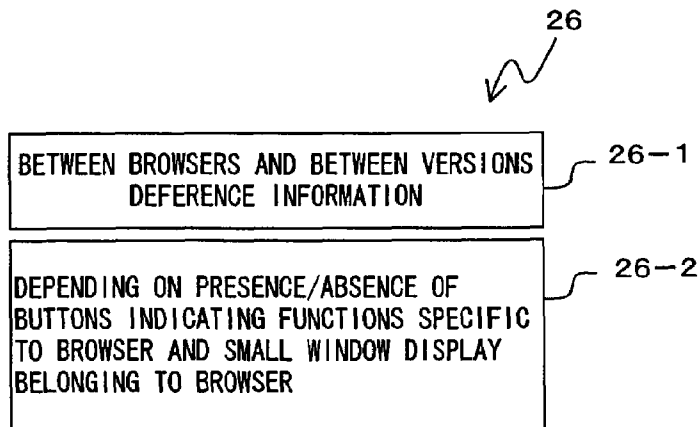 26
BETWEEN BROWSERS AND BETWEEN VERSIONS
DEFERENCE INFORMATION
26-1
DEPENDING ON PRESENCE/ABSENCE OF
BUTTONS INDICATING FUNCTIONS SPECIFIC
TO BROWSER AND SMALL WINDOW DISPLAY
BELONGING TO BROWSER
26-2